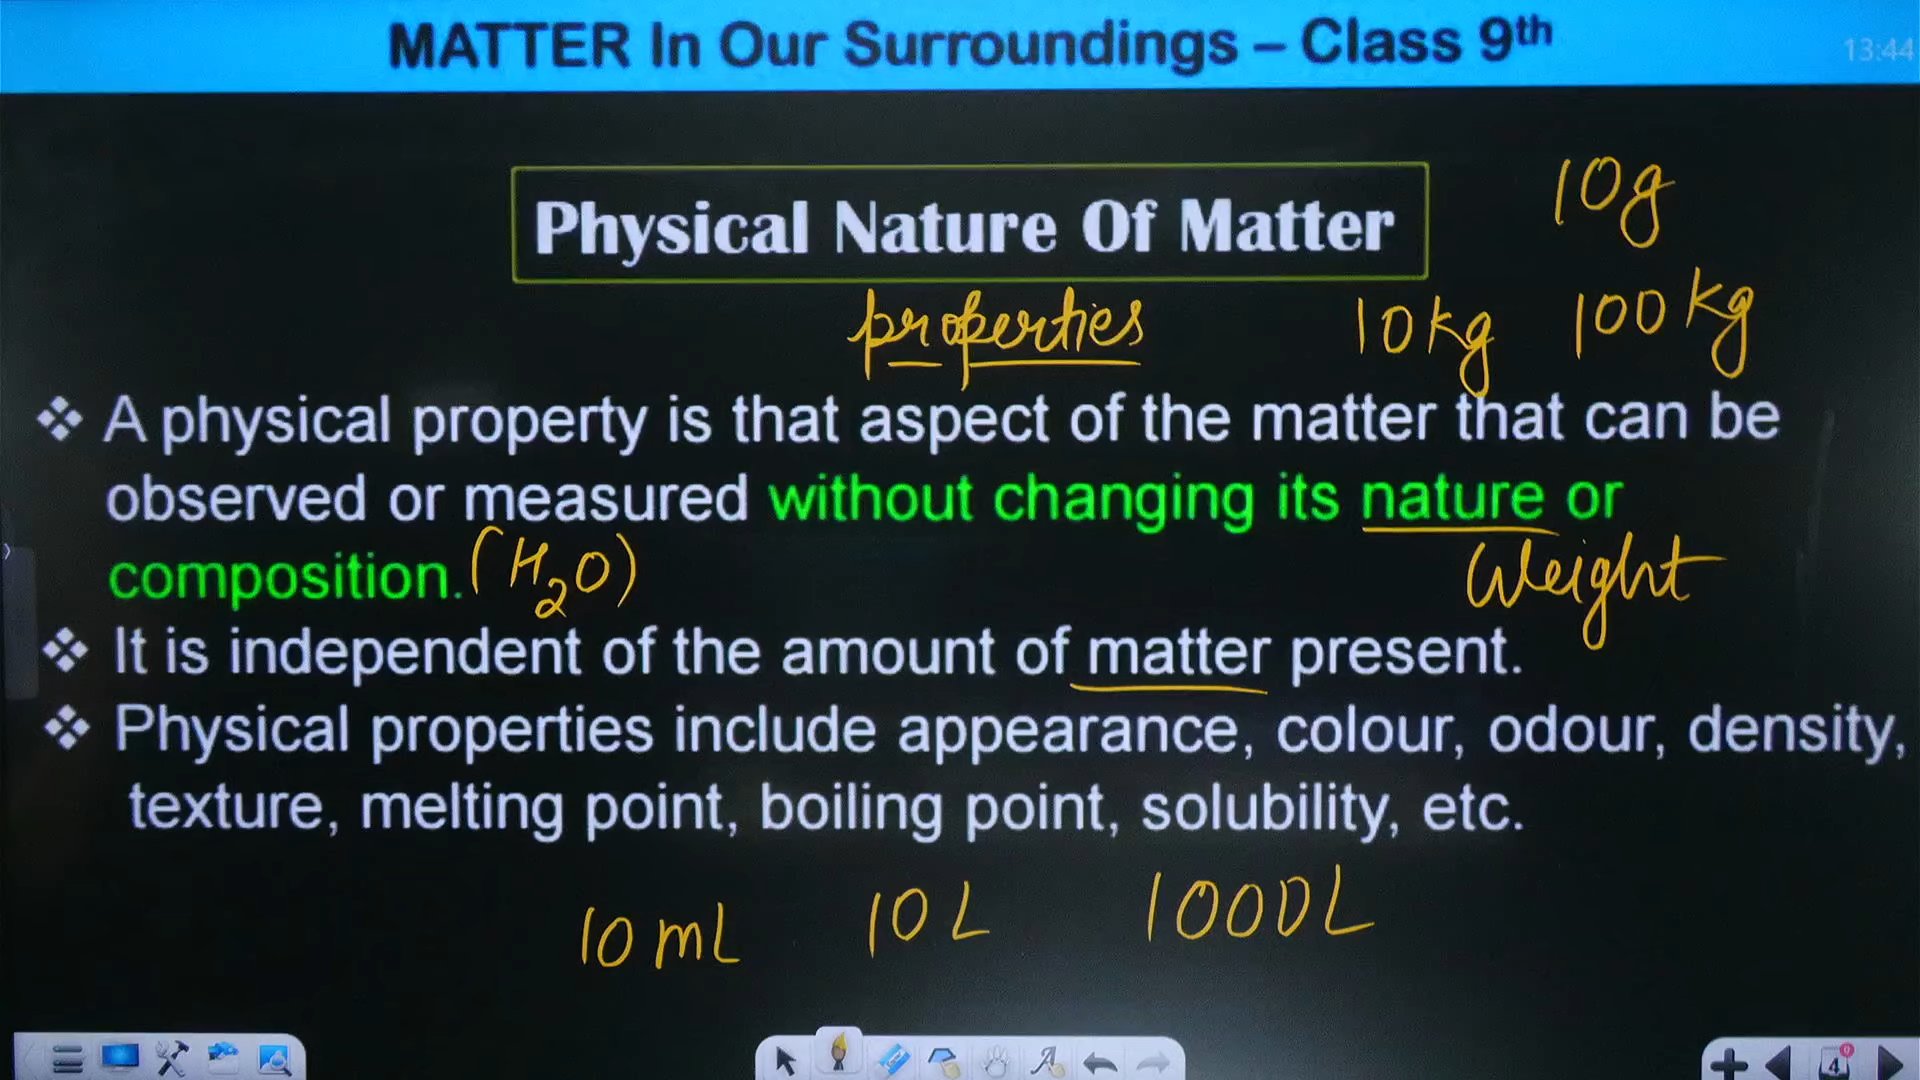 MATTER In Our Surroundings – Class 9th
13:44
10g
Physical Nature Of Matter
properties
10kg
100kg
❖ A physical property is that aspect of the matter that can be
observed or measured without changing its nature or
composition. (H₂O)
Weight
❖ It is independent of the amount of matter present.
❖ Physical properties include appearance, colour, odour, density,
texture, melting point, boiling point, solubility, etc.
10 mL
10 L
1000L
4